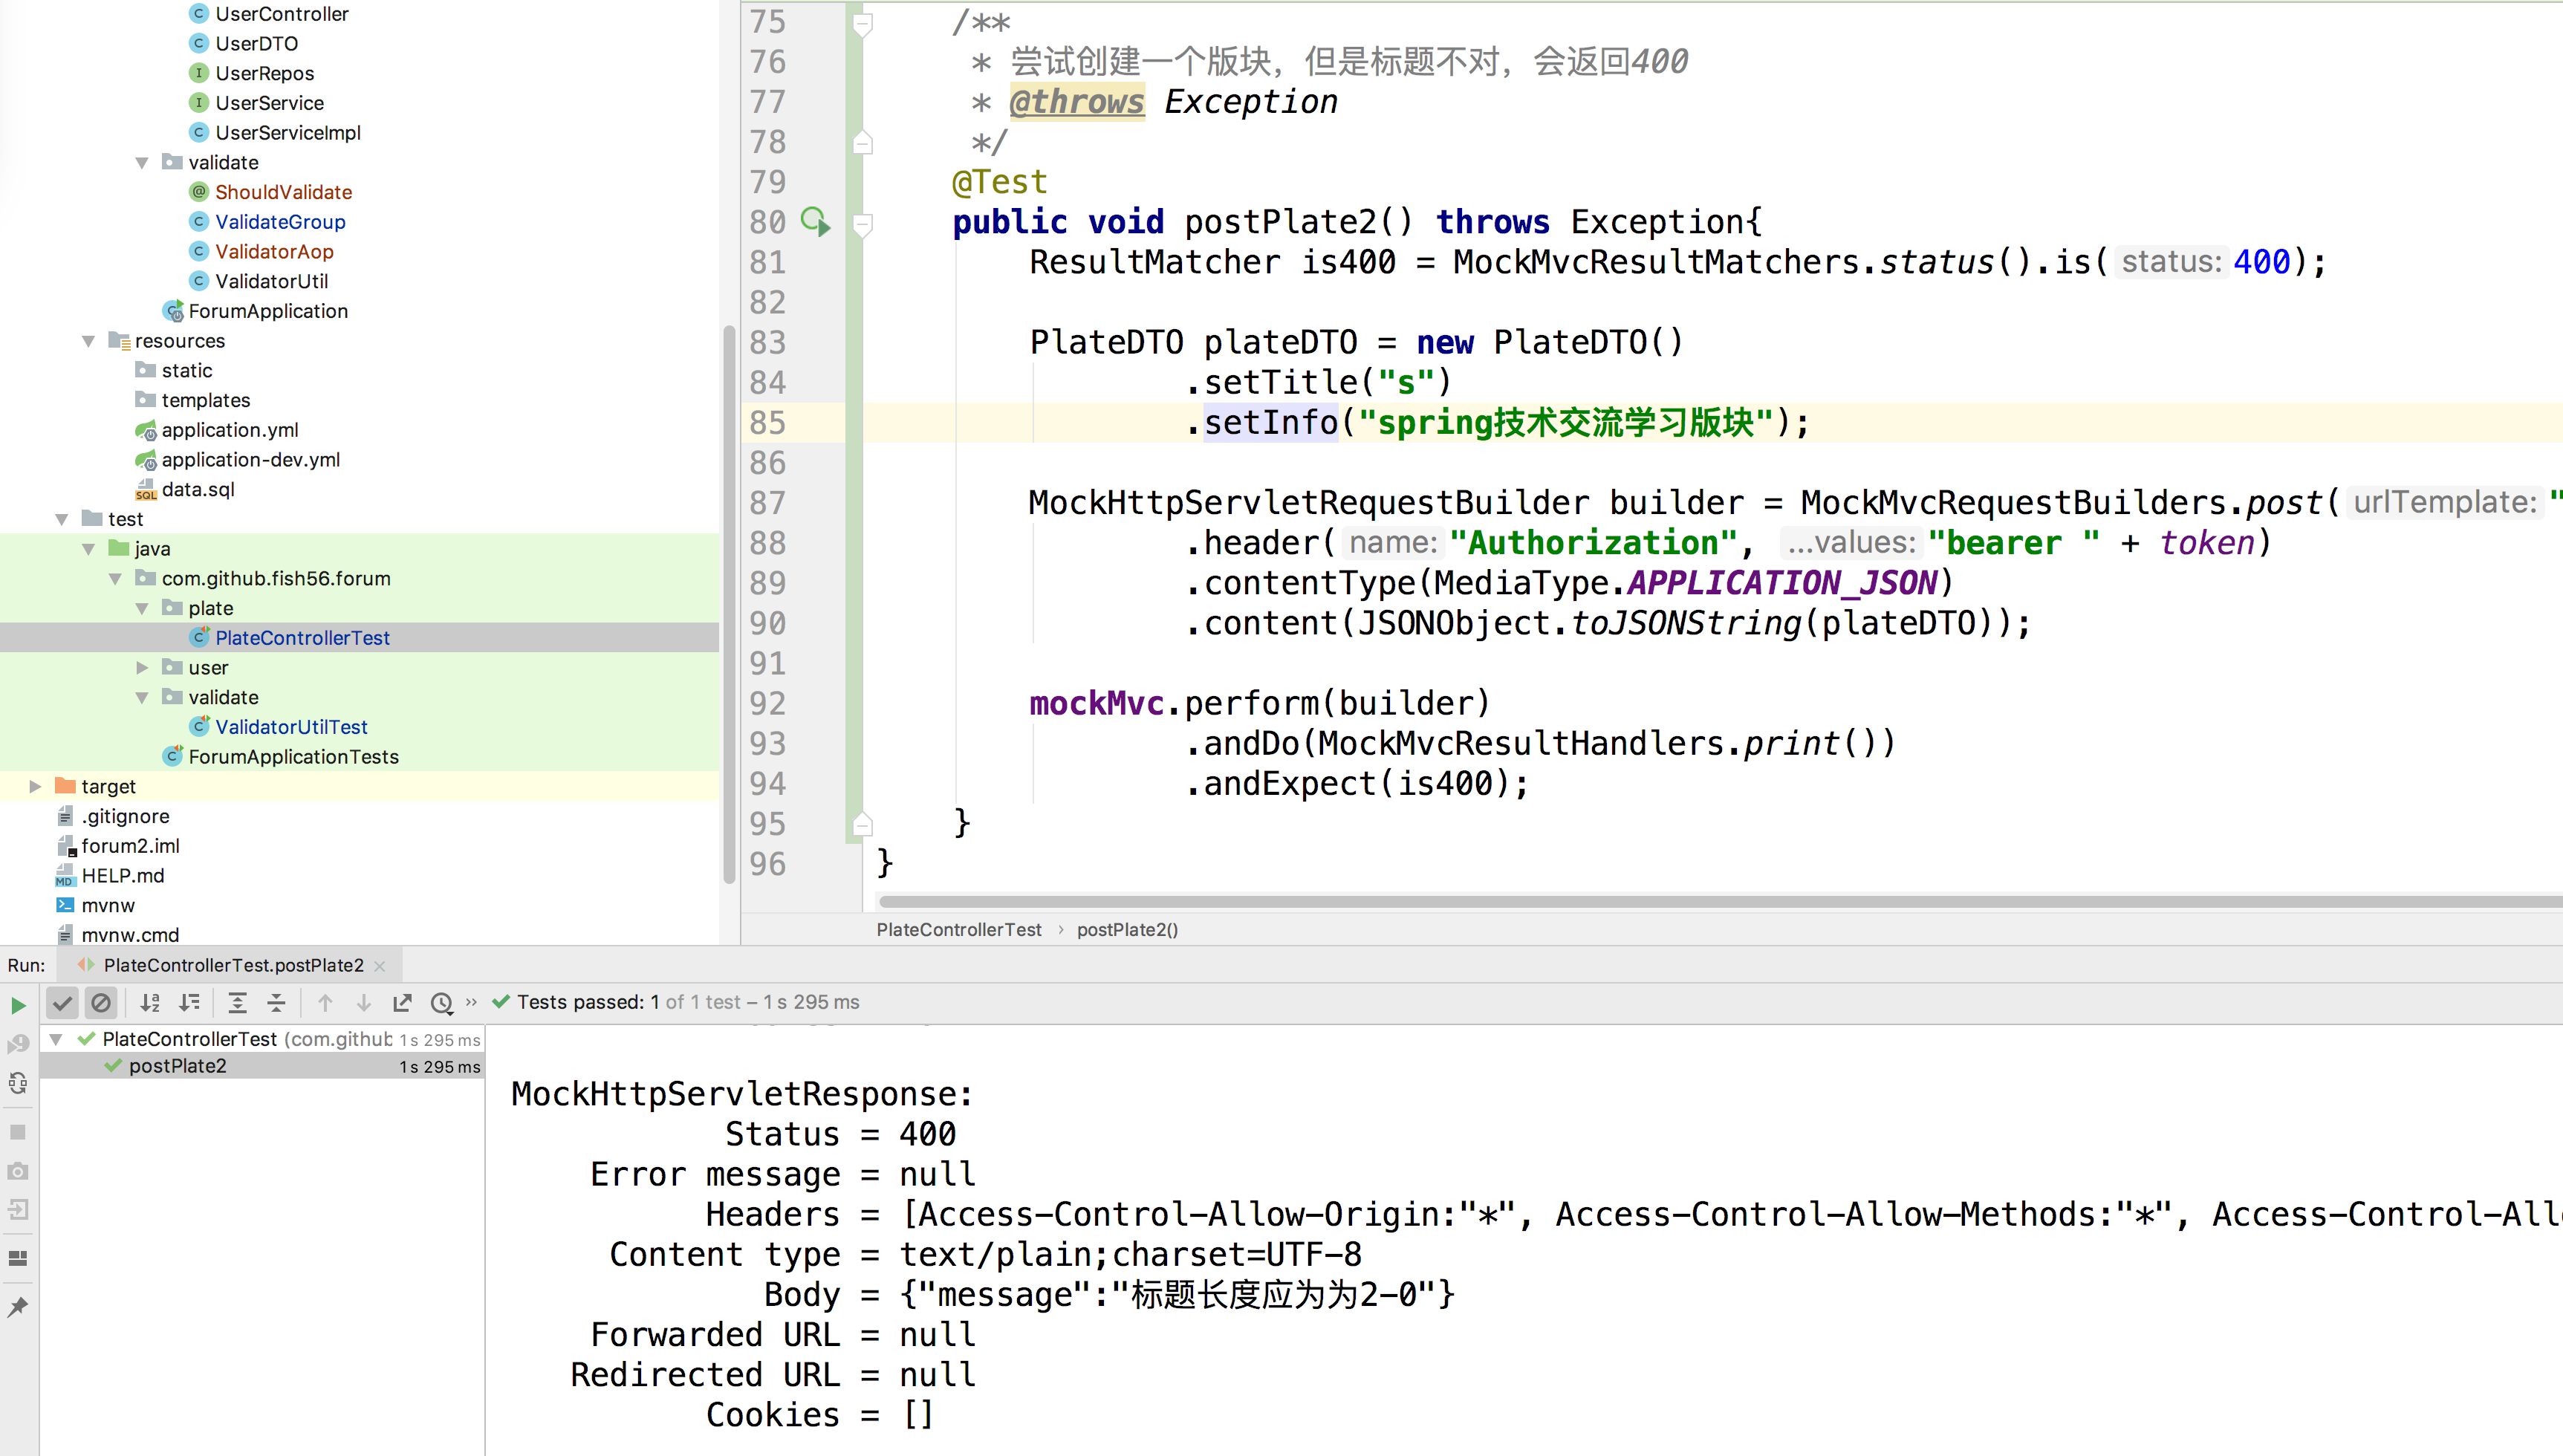 UserController
UserDTO
UserRepos
UserService
UserServiceImpl
validate
ShouldValidate
ValidateGroup
ValidatorAop
ValidatorUtil
ForumApplication
resources
static
templates
application.yml
application-dev.yml
data.sql
test
java
com.github.fish56.forum
plate
PlateControllerTest
user
validate
ValidatorUtilTest
ForumApplicationTests
target
.gitignore
forum2.iml
HELP.md
mvnw
mvnw.cmd
75 /**
76 * 尝试创建一个版块，但是标题不对，会返回400
77 * @throws Exception
78 */
79 @Test
80 public void postPlate2() throws Exception{
81 ResultMatcher is400 = MockMvcResultMatchers.status().is( status: 400);
82
83 PlateDTO plateDTO = new PlateDTO()
84 .setTitle("s")
85 .setInfo("spring技术交流学习版块");
86
87 MockHttpServletRequestBuilder builder = MockMvcRequestBuilders.post( urlTemplate: "
88 .header( name: "Authorization", ...values: "bearer " + token)
89 .contentType(MediaType.APPLICATION_JSON)
90 .content(JSONObject.toJSONString(plateDTO));
91
92 mockMvc.perform(builder)
93 .andDo(MockMvcResultHandlers.print())
94 .andExpect(is400);
95 }
96 }
PlateControllerTest › postPlate2()
Run: PlateControllerTest.postPlate2 ×
» Tests passed: 1 of 1 test – 1 s 295 ms
PlateControllerTest (com.github 1 s 295 ms
postPlate2 1 s 295 ms
MockHttpServletResponse:
Status = 400
Error message = null
Headers = [Access-Control-Allow-Origin:"*", Access-Control-Allow-Methods:"*", Access-Control-All
Content type = text/plain;charset=UTF-8
Body = {"message":"标题长度应为为2-0"}
Forwarded URL = null
Redirected URL = null
Cookies = []